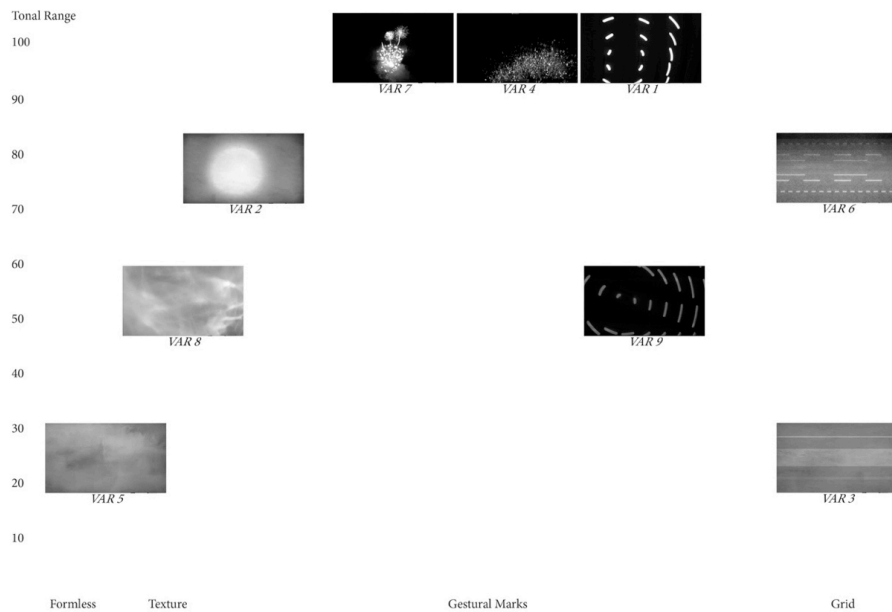 Tonal Range
100
VAR 7
VAR 4
VAR 1
90
80
70
VAR 2
VAR 6
60
50
VAR 8
VAR 9
40
30
20
VAR 5
VAR 3
10
Formless Texture Gestural Marks Grid